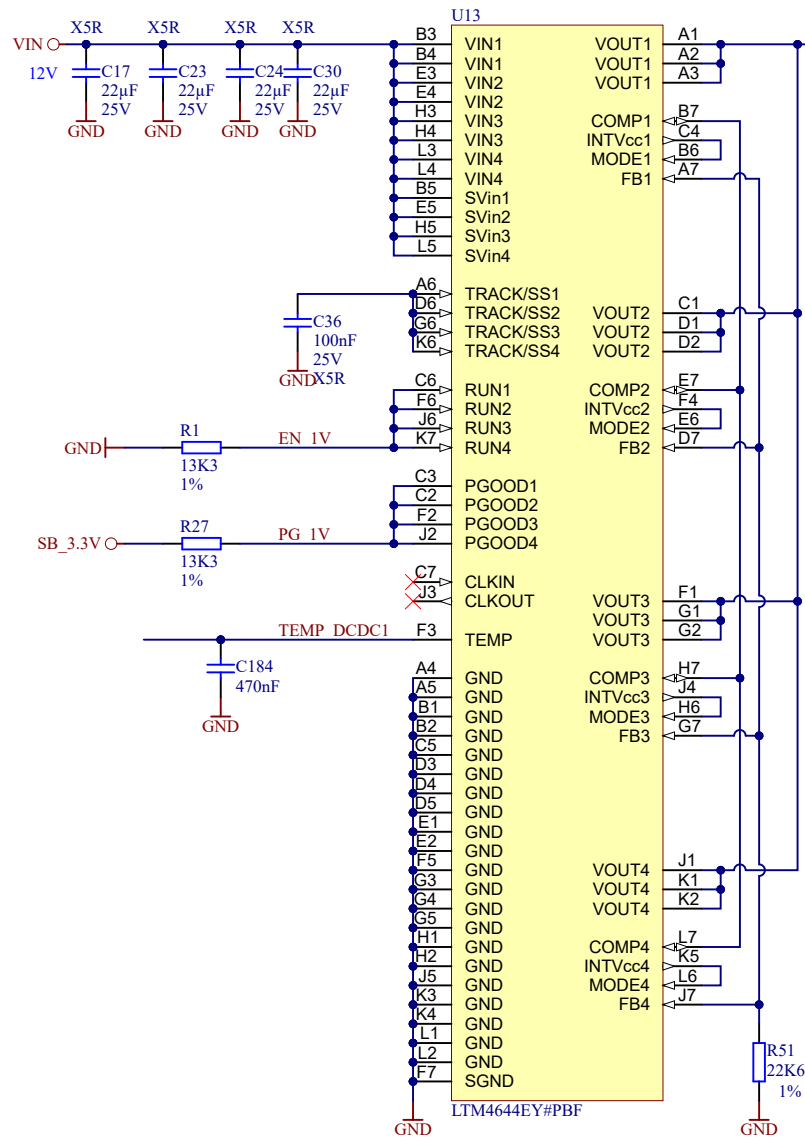 U13
VIN
12V
X5R
C17
22µF
25V
GND
X5R
C23
22µF
25V
GND
X5R
C24
22µF
25V
GND
X5R
C30
22µF
25V
GND
B3 VIN1
B4 VIN1
E3 VIN2
E4 VIN2
H3 VIN3
H4 VIN3
L3 VIN4
L4 VIN4
B5 SVin1
E5 SVin2
H5 SVin3
L5 SVin4
A6 TRACK/SS1
D6 TRACK/SS2
G6 TRACK/SS3
K6 TRACK/SS4
C36
100nF
25V
X5R
GND
C6 RUN1
F6 RUN2
J6 RUN3
K7 RUN4
GND
R1
13K3
1%
EN_1V
C3 PGOOD1
C2 PGOOD2
F2 PGOOD3
J2 PGOOD4
SB_3.3V
R27
13K3
1%
PG_1V
C7 CLKIN
J3 CLKOUT
TEMP_DCDC1
F3 TEMP
C184
470nF
GND
A4 GND
A5 GND
B1 GND
B2 GND
C5 GND
D3 GND
D4 GND
D5 GND
E1 GND
E2 GND
F5 GND
G3 GND
G4 GND
G5 GND
H1 GND
H2 GND
J5 GND
K3 GND
K4 GND
L1 GND
L2 GND
F7 SGND
GND
VOUT1 A1
VOUT1 A2
VOUT1 A3
COMP1 B7
INTVcc1 C4
MODE1 B6
FB1 A7
VOUT2 C1
VOUT2 D1
VOUT2 D2
COMP2 E7
INTVcc2 F4
MODE2 E6
FB2 D7
VOUT3 F1
VOUT3 G1
VOUT3 G2
COMP3 H7
INTVcc3 J4
MODE3 H6
FB3 G7
VOUT4 J1
VOUT4 K1
VOUT4 K2
COMP4 L7
INTVcc4 K5
MODE4 L6
FB4 J7
R51
22K6
1%
GND
LTM4644EY#PBF